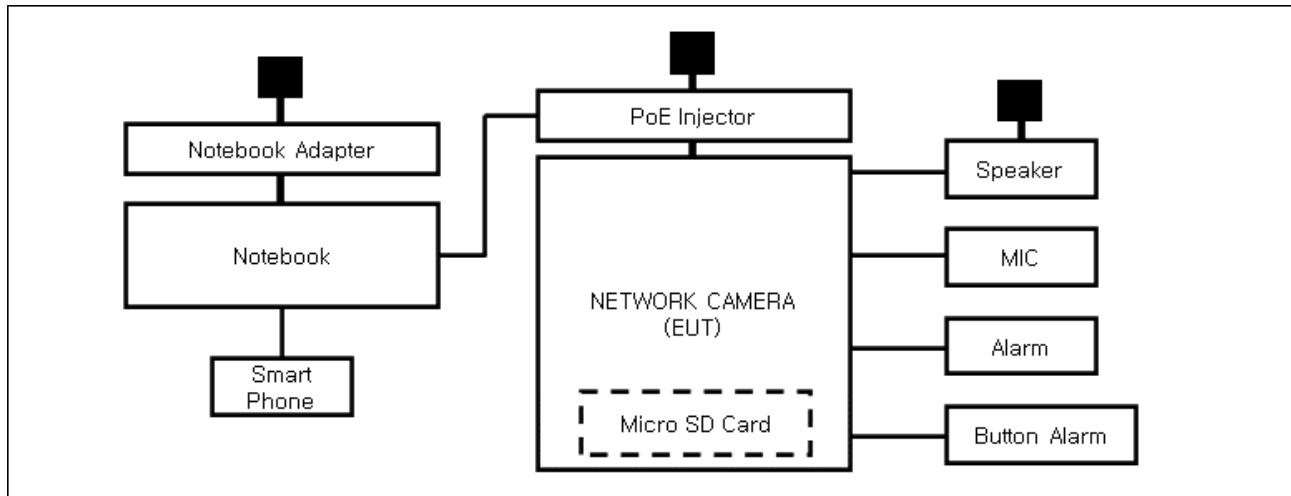 PoE Injector
Notebook Adapter
Speaker
Notebook
MIC
NETWORK CAMERA
(EUT)
Alarm
Smart
Phone
Micro SD Card
Button Alarm